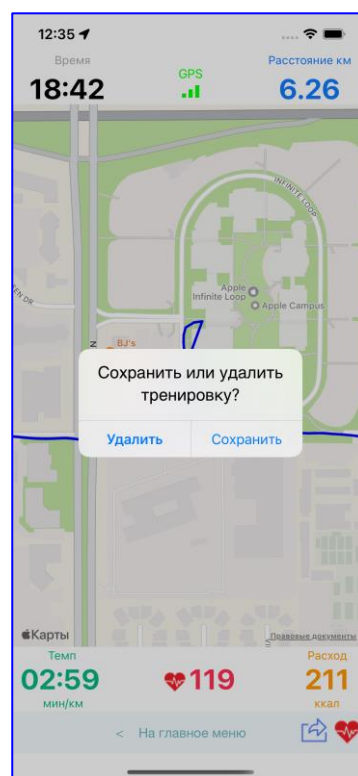 12:35
Время
GPS
Расстояние км
18:42
6.26
INFINITE LOOP
Apple
Infinite Loop
Apple Campus
EN DR
BJ's
N
Сохранить или удалить
тренировку?
Удалить
Сохранить
Карты
Правовые документы
Темп
Расход
02:59
119
211
мин/км
ккал
< На главное меню